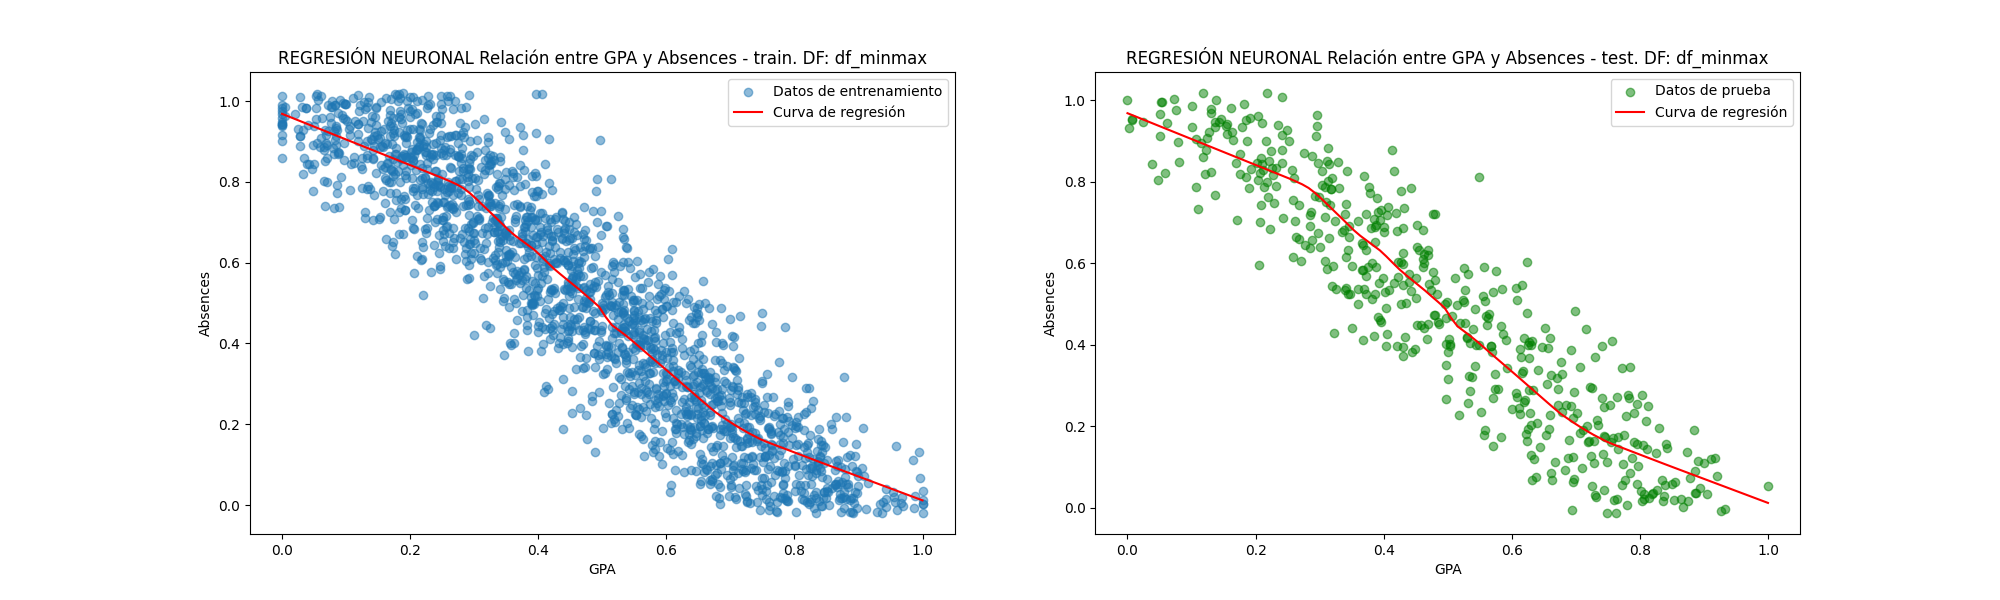 REGRESIÓN NEURONAL Relación entre GPA y Absences - train. DF: df_minmax
Datos de entrenamiento
Curva de regresión
1.0
0.8
0.6
0.4
0.2
0.0
Absences
0.0 0.2 0.4 0.6 0.8 1.0
GPA
REGRESIÓN NEURONAL Relación entre GPA y Absences - test. DF: df_minmax
Datos de prueba
Curva de regresión
1.0
0.8
0.6
0.4
0.2
0.0
Absences
0.0 0.2 0.4 0.6 0.8 1.0
GPA